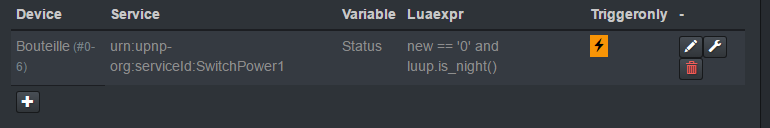 Device Service Variable Luaexpr Triggeronly -
Bouteille (#0- urn:upnp- Status new == '0' and
6) org:serviceId:SwitchPower1 luup.is_night()